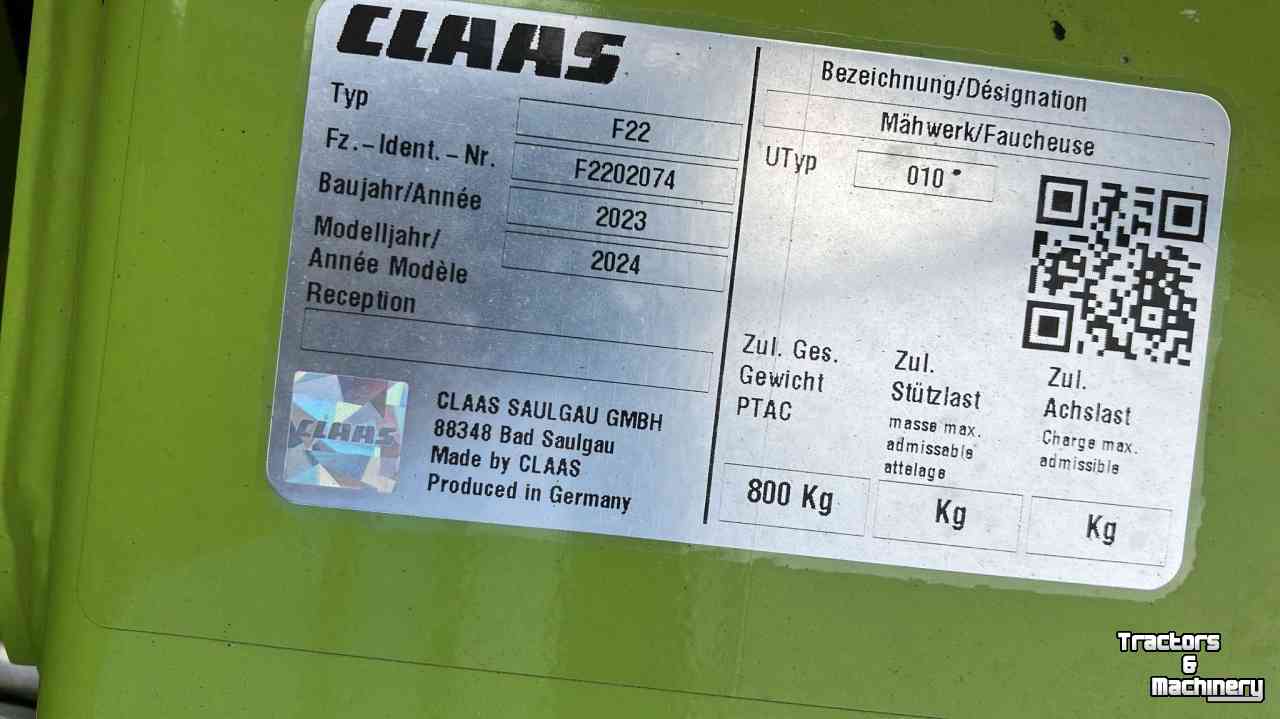 CLAAS
Typ F22
Fz.-Ident.-Nr. F2202074
Baujahr/Année 2023
Modelljahr/
Année Modèle 2024
Reception
CLAAS
CLAAS SAULGAU GMBH
88348 Bad Saulgau
Made by CLAAS
Produced in Germany
Bezeichnung/Désignation
Mähwerk/Faucheuse
UTyp 010
Zul. Ges.
Gewicht
PTAC
800 Kg
Zul.
Stützlast
masse max.
admissable
attelage
Kg
Zul.
Achslast
Charge max.
admissible
Kg
Tractors
&
Machinery